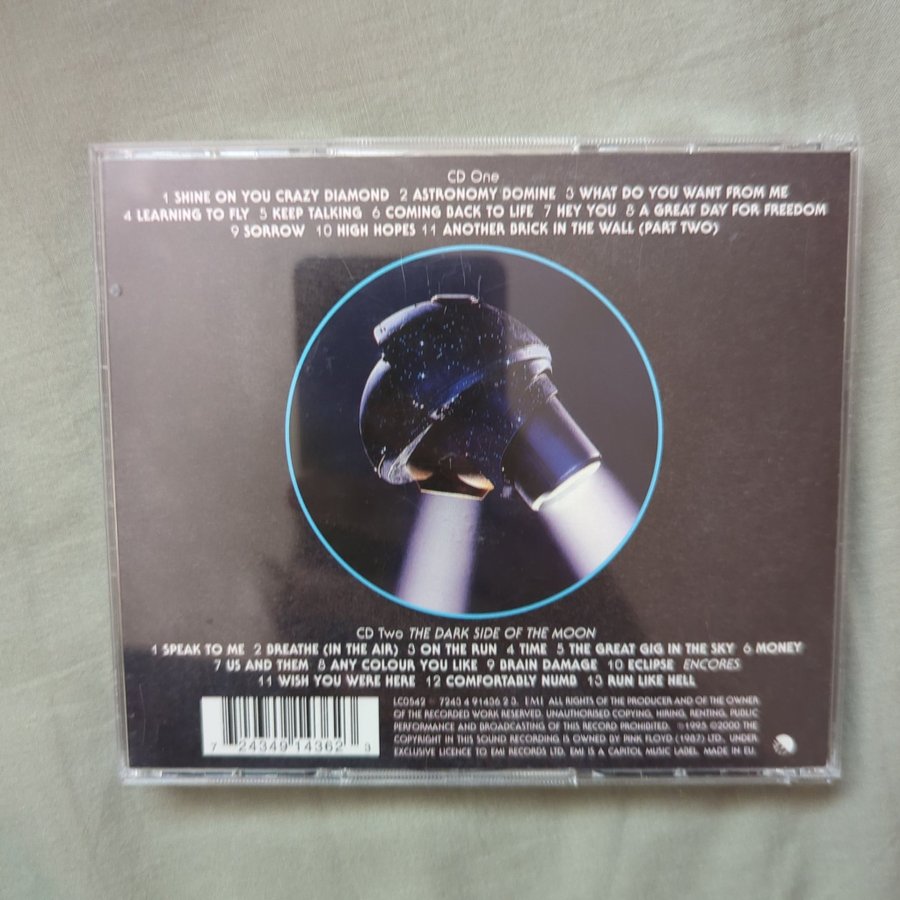 CD One
1 SHINE ON YOU CRAZY DIAMOND 2 ASTRONOMY DOMINE 3 WHAT DO YOU WANT FROM ME
4 LEARNING TO FLY 5 KEEP TALKING 6 COMING BACK TO LIFE 7 HEY YOU 8 A GREAT DAY FOR FREEDOM
9 SORROW 10 HIGH HOPES 11 ANOTHER BRICK IN THE WALL (PART TWO)
CD Two THE DARK SIDE OF THE MOON
1 SPEAK TO ME 2 BREATHE (IN THE AIR) 3 ON THE RUN 4 TIME 5 THE GREAT GIG IN THE SKY 6 MONEY
7 US AND THEM 8 ANY COLOUR YOU LIKE 9 BRAIN DAMAGE 10 ECLIPSE ENCORES
11 WISH YOU WERE HERE 12 COMFORTABLY NUMB 13 RUN LIKE HELL
LC0542 7243 4 91436 2 3. EMI ALL RIGHTS OF THE PRODUCER AND OF THE OWNER
OF THE RECORDED WORK RESERVED. UNAUTHORISED COPYING, HIRING, RENTING, PUBLIC
PERFORMANCE AND BROADCASTING OF THIS RECORD PROHIBITED. ℗1995 ©2000 THE
COPYRIGHT IN THIS SOUND RECORDING IS OWNED BY PINK FLOYD (1987) LTD., UNDER
EXCLUSIVE LICENCE TO EMI RECORDS LTD. EMI IS A CAPITOL MUSIC LABEL. MADE IN EU.
7 24349 14362 3